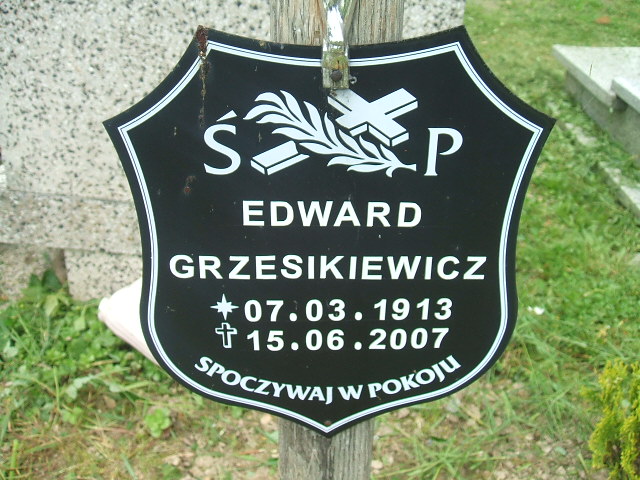 Ś P
EDWARD
GRZESIKIEWICZ
07.03.1913
15.06.2007
SPOCZYWAJ W POKOJU